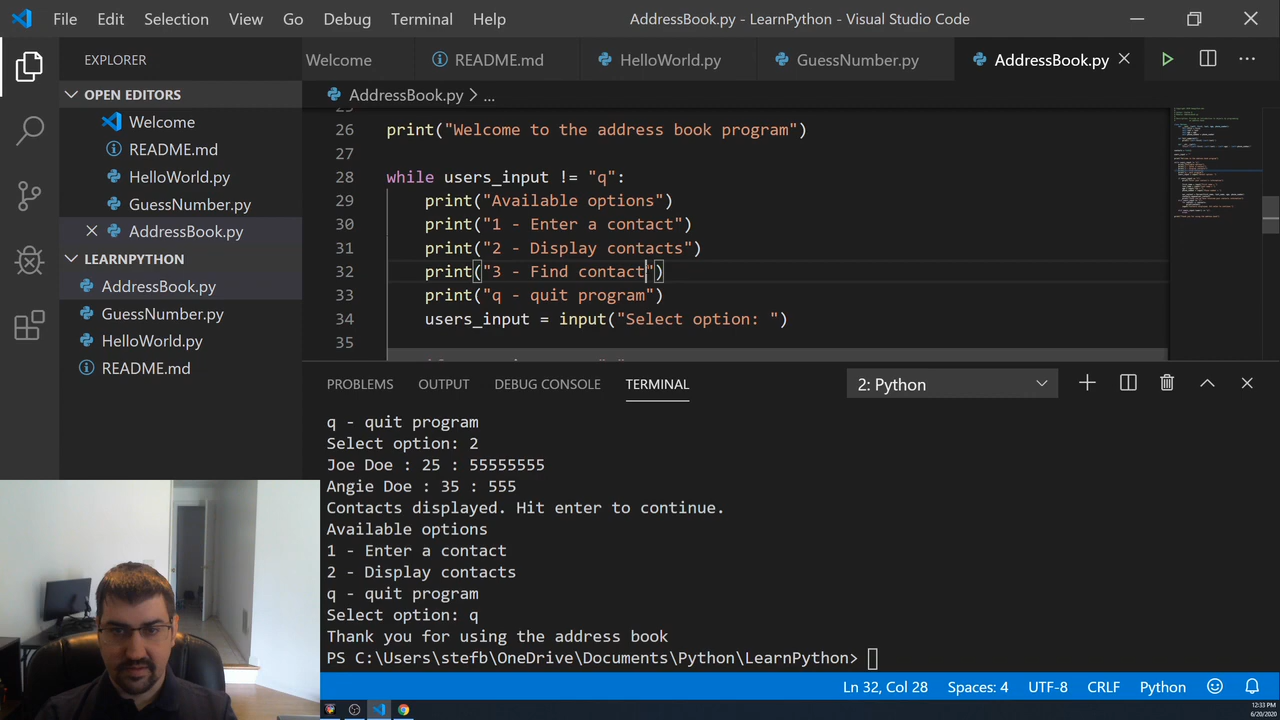 File Edit Selection View Go Debug Terminal Help AddressBook.py - LearnPython - Visual Studio Code
EXPLORER
OPEN EDITORS
Welcome
README.md
HelloWorld.py
GuessNumber.py
AddressBook.py
LEARNPYTHON
AddressBook.py
GuessNumber.py
HelloWorld.py
README.md
Welcome README.md HelloWorld.py GuessNumber.py AddressBook.py
AddressBook.py > ...
26 print("Welcome to the address book program")
27
28 while users_input != "q":
29 print("Available options")
30 print("1 - Enter a contact")
31 print("2 - Display contacts")
32 print("3 - Find contact")
33 print("q - quit program")
34 users_input = input("Select option: ")
35
PROBLEMS OUTPUT DEBUG CONSOLE TERMINAL 2: Python
q - quit program
Select option: 2
Joe Doe : 25 : 55555555
Angie Doe : 35 : 555
Contacts displayed. Hit enter to continue.
Available options
1 - Enter a contact
2 - Display contacts
q - quit program
Select option: q
Thank you for using the address book
PS C:\Users\stefb\OneDrive\Documents\Python\LearnPython>
Ln 32, Col 28 Spaces: 4 UTF-8 CRLF Python
12:33 PM
6/20/2020